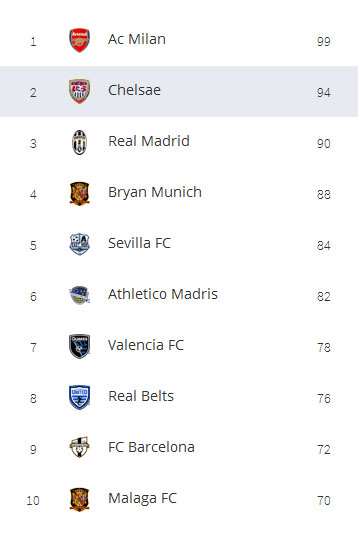 1 Ac Milan 99
2 Chelsae 94
3 Real Madrid 90
4 Bryan Munich 88
5 Sevilla FC 84
6 Athletico Madris 82
7 Valencia FC 78
8 Real Belts 76
9 FC Barcelona 72
10 Malaga FC 70